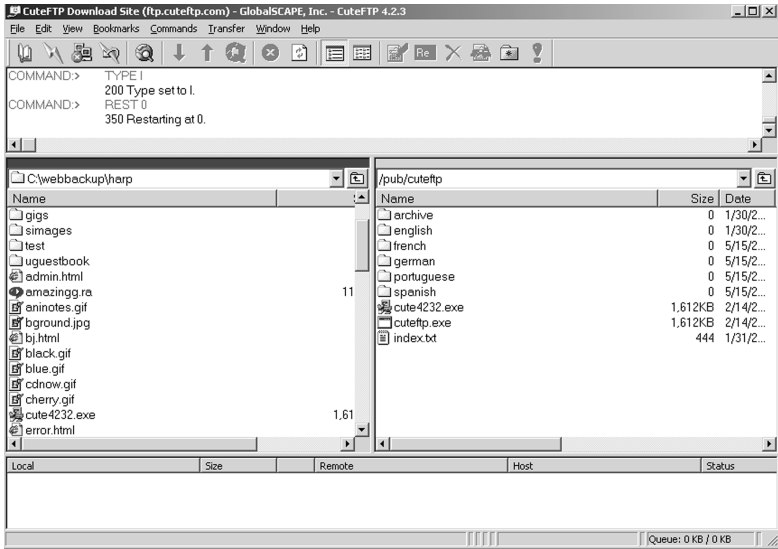 CuteFTP Download Site (ftp.cuteftp.com) - GlobalSCAPE, Inc. - CuteFTP 4.2.3
File Edit View Bookmarks Commands Transfer Window Help
Re
COMMAND:> TYPE I
200 Type set to I.
COMMAND:> REST 0
350 Restarting at 0.
C:\webbackup\harp
Name
gigs
simages
test
uguestbook
admin.html
amazingg.ra 11
aninotes.gif
bground.jpg
bj.html
black.gif
blue.gif
cdnow.gif
cherry.gif
cute4232.exe 1,61
error.html
/pub/cuteftp
Name Size Date
archive 0 1/30/2...
english 0 1/30/2...
french 0 5/15/2...
german 0 5/15/2...
portuguese 0 5/15/2...
spanish 0 5/15/2...
cute4232.exe 1,612KB 2/14/2...
cuteftp.exe 1,612KB 2/14/2...
index.txt 444 1/31/2...
Local Size Remote Host Status
Queue: 0 KB / 0 KB